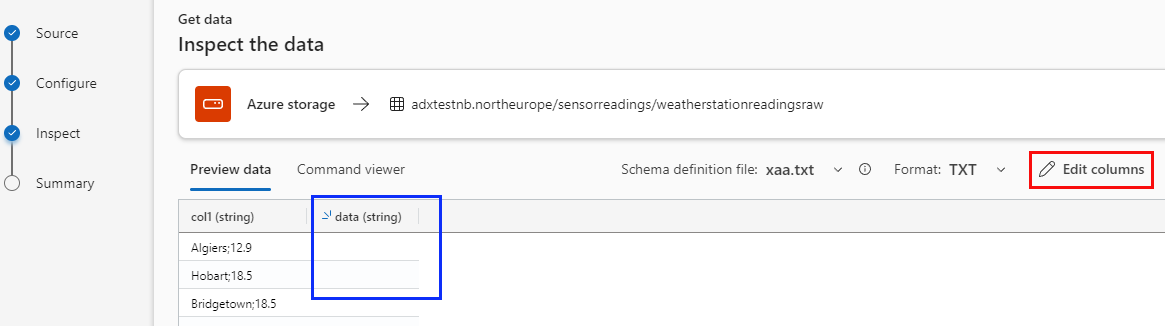 Source
Configure
Inspect
Summary
Get data
Inspect the data
Azure storage → adxtestnb.northeurope/sensorreadings/weatherstationreadingsraw
Preview data Command viewer Schema definition file: xaa.txt Format: TXT Edit columns
col1 (string) data (string)
Algiers;12.9
Hobart;18.5
Bridgetown;18.5